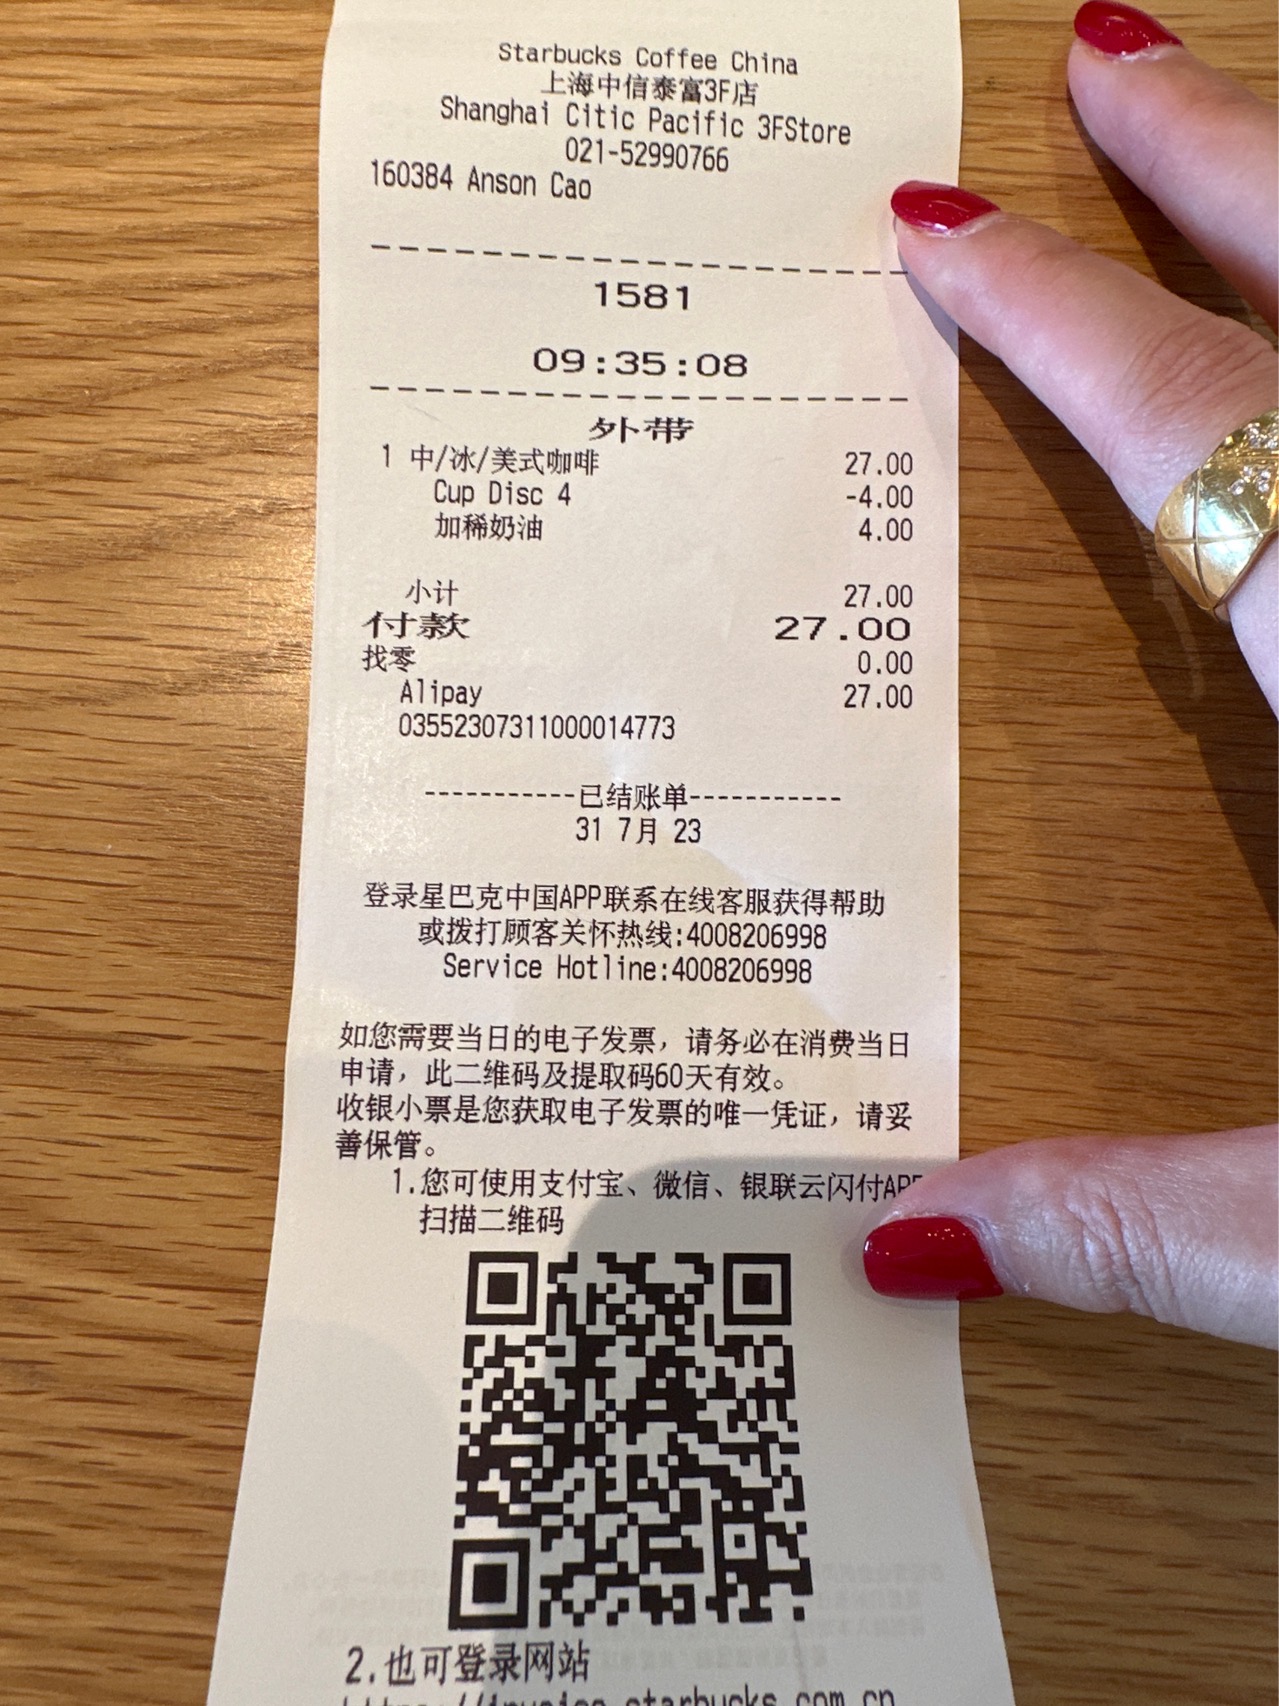 Starbucks Coffee China
上海中信泰富3F店
Shanghai Citic Pacific 3FStore
021-52990766
160384 Anson Cao
1581
09:35:08
外带
1 中/冰/美式咖啡 27.00
Cup Disc 4 -4.00
加稀奶油 4.00
小计 27.00
付款 27.00
找零 0.00
Alipay 27.00
03552307311000014773
-----------已结账单-----------
31 7月 23
登录星巴克中国APP联系在线客服获得帮助
或拨打顾客关怀热线:4008206998
Service Hotline:4008206998
如您需要当日的电子发票，请务必在消费当日
申请，此二维码及提取码60天有效。
收银小票是您获取电子发票的唯一凭证，请妥
善保管。
1.您可使用支付宝、微信、银联云闪付APP
扫描二维码
2.也可登录网站
https://invoice.starbucks.com.cn